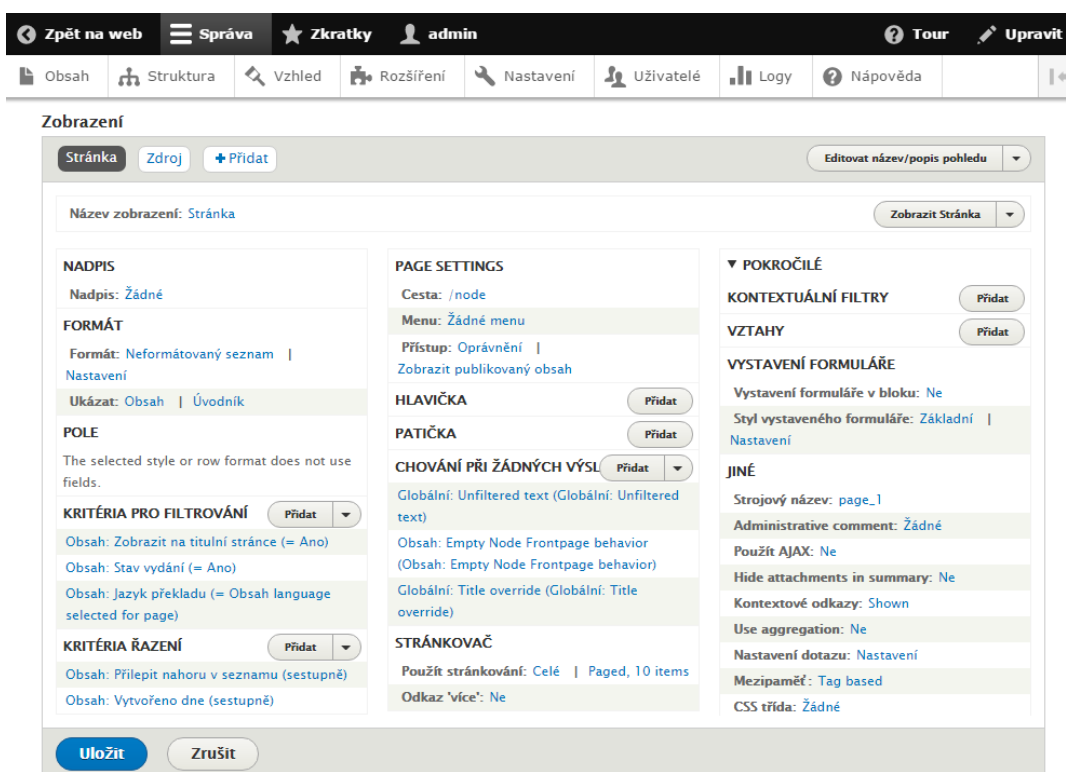 Zpět na web Správa Zkratky admin Tour Upravit
Obsah Struktura Vzhled Rozšíření Nastavení Uživatelé Logy Nápověda
Zobrazení
Stránka Zdroj +Přidat Editovat název/popis pohledu
Název zobrazení: Stránka Zobrazit Stránka
NADPIS
Nadpis: Žádné
FORMÁT
Formát: Neformátovaný seznam |
Nastavení
Ukázat: Obsah | Úvodník
POLE
The selected style or row format does not use
fields.
KRITÉRIA PRO FILTROVÁNÍ Přidat
Obsah: Zobrazit na titulní stránce (= Ano)
Obsah: Stav vydání (= Ano)
Obsah: Jazyk překladu (= Obsah language
selected for page)
KRITÉRIA ŘAZENÍ Přidat
Obsah: Přilepit nahoru v seznamu (sestupně)
Obsah: Vytvořeno dne (sestupně)
PAGE SETTINGS
Cesta: /node
Menu: Žádné menu
Přístup: Oprávnění |
Zobrazit publikovaný obsah
HLAVIČKA Přidat
PATIČKA Přidat
CHOVÁNÍ PŘI ŽÁDNÝCH VÝSL Přidat
Globální: Unfiltered text (Globální: Unfiltered
text)
Obsah: Empty Node Frontpage behavior
(Obsah: Empty Node Frontpage behavior)
Globální: Title override (Globální: Title
override)
STRÁNKOVAČ
Použít stránkování: Celé | Paged, 10 items
Odkaz 'více': Ne
▼ POKROČILÉ
KONTEXTUÁLNÍ FILTRY Přidat
VZTAHY Přidat
VYSTAVENÍ FORMULÁŘE
Vystavení formuláře v bloku: Ne
Styl vystaveného formuláře: Základní |
Nastavení
JINÉ
Strojový název: page_1
Administrative comment: Žádné
Použít AJAX: Ne
Hide attachments in summary: Ne
Kontextové odkazy: Shown
Use aggregation: Ne
Nastavení dotazu: Nastavení
Mezipaměť: Tag based
CSS třída: Žádné
Uložit Zrušit